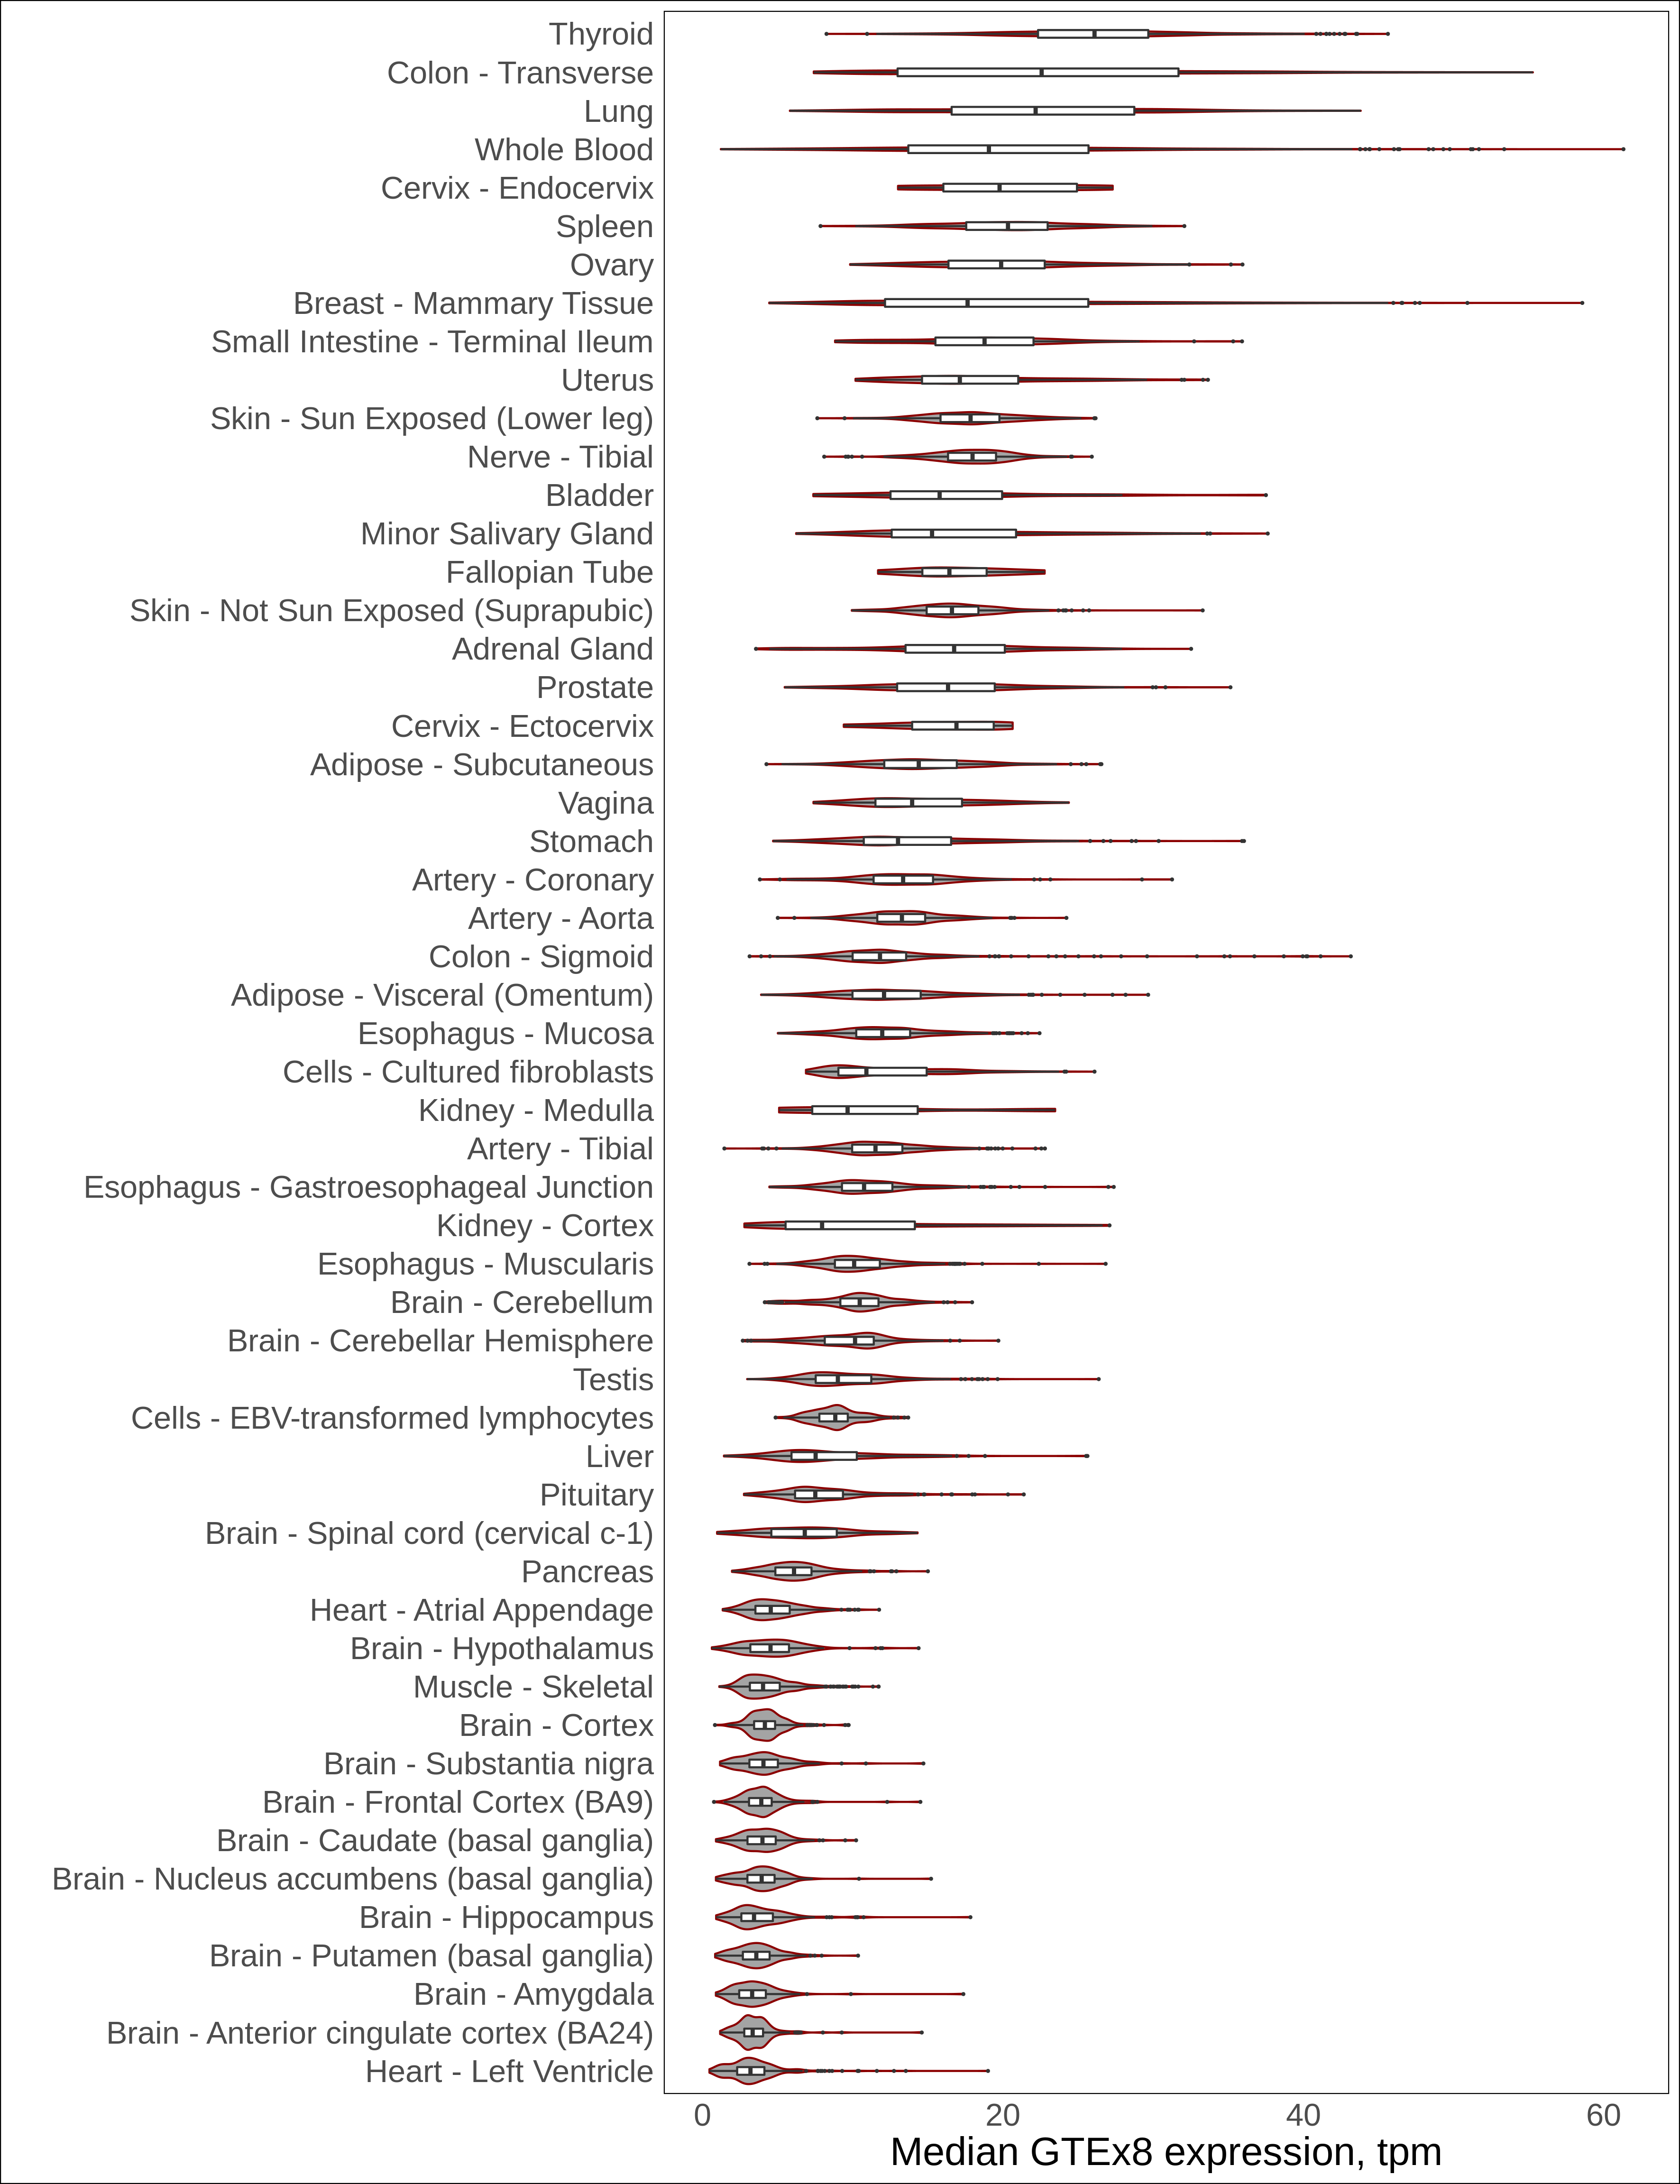 Thyroid
Colon - Transverse
Lung
Whole Blood
Cervix - Endocervix
Spleen
Ovary
Breast - Mammary Tissue
Small Intestine - Terminal Ileum
Uterus
Skin - Sun Exposed (Lower leg)
Nerve - Tibial
Bladder
Minor Salivary Gland
Fallopian Tube
Skin - Not Sun Exposed (Suprapubic)
Adrenal Gland
Prostate
Cervix - Ectocervix
Adipose - Subcutaneous
Vagina
Stomach
Artery - Coronary
Artery - Aorta
Colon - Sigmoid
Adipose - Visceral (Omentum)
Esophagus - Mucosa
Cells - Cultured fibroblasts
Kidney - Medulla
Artery - Tibial
Esophagus - Gastroesophageal Junction
Kidney - Cortex
Esophagus - Muscularis
Brain - Cerebellum
Brain - Cerebellar Hemisphere
Testis
Cells - EBV-transformed lymphocytes
Liver
Pituitary
Brain - Spinal cord (cervical c-1)
Pancreas
Heart - Atrial Appendage
Brain - Hypothalamus
Muscle - Skeletal
Brain - Cortex
Brain - Substantia nigra
Brain - Frontal Cortex (BA9)
Brain - Caudate (basal ganglia)
Brain - Nucleus accumbens (basal ganglia)
Brain - Hippocampus
Brain - Putamen (basal ganglia)
Brain - Amygdala
Brain - Anterior cingulate cortex (BA24)
Heart - Left Ventricle
0 20 40 60
Median GTEx8 expression, tpm